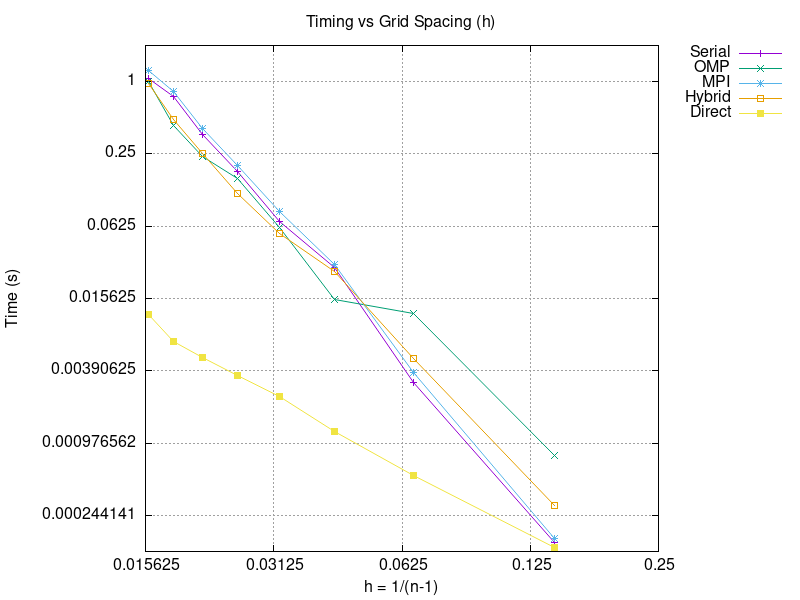 Timing vs Grid Spacing (h)
Serial
OMP
MPI
Hybrid
Direct
1
0.25
0.0625
0.015625
0.00390625
0.000976562
0.000244141
Time (s)
0.015625 0.03125 0.0625 0.125 0.25
h = 1/(n-1)